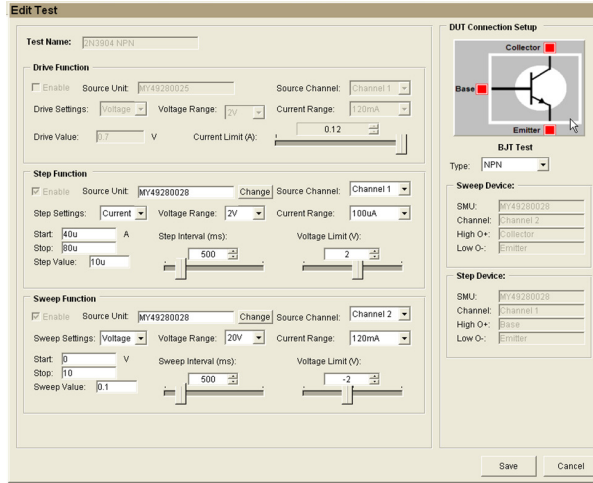 Edit Test
Test Name: 2N3904 NPN
Drive Function
Enable Source Unit: MY49280025 Source Channel: Channel 1
Drive Settings: Voltage Voltage Range: 2V Current Range: 120mA
Drive Value: 0.7 V Current Limit (A): 0.12
Step Function
Enable Source Unit: MY49280028 Change Source Channel: Channel 1
Step Settings: Current Voltage Range: 2V Current Range: 100uA
Start: 40u A Step Interval (ms): Voltage Limit (V):
Stop: 80u 500 2
Step Value: 10u
Sweep Function
Enable Source Unit: MY49280028 Change Source Channel: Channel 2
Sweep Settings: Voltage Voltage Range: 20V Current Range: 120mA
Start: 0 V Sweep Interval (ms): Voltage Limit (V):
Stop: 10 500 -2
Sweep Value: 0.1
DUT Connection Setup
Collector
Base
Emitter
BJT Test
Type: NPN
Sweep Device:
SMU: MY49280028
Channel: Channel 2
High O+: Collector
Low O-: Emitter
Step Device:
SMU: MY49280028
Channel: Channel 1
High O+: Base
Low O-: Emitter
Save Cancel